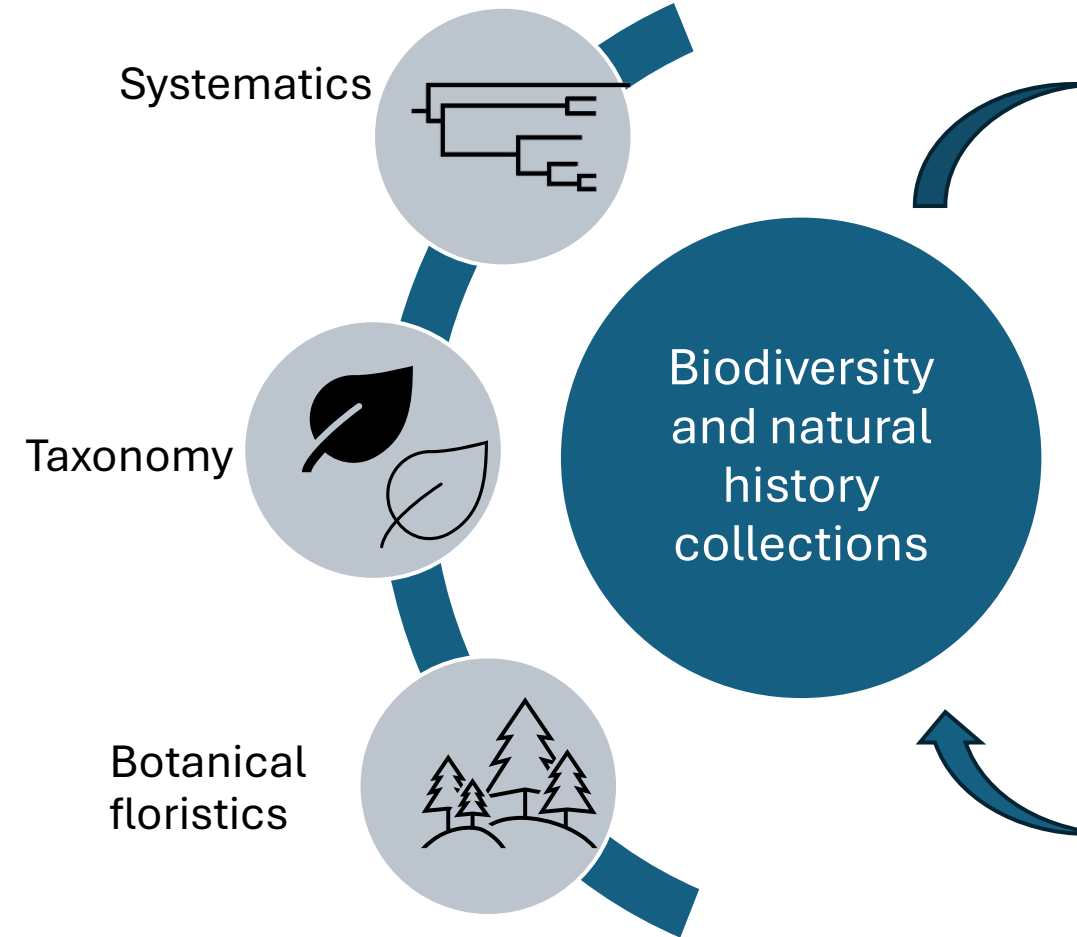 Systematics
Taxonomy
Botanical
floristics
Biodiversity
and natural
history
collections